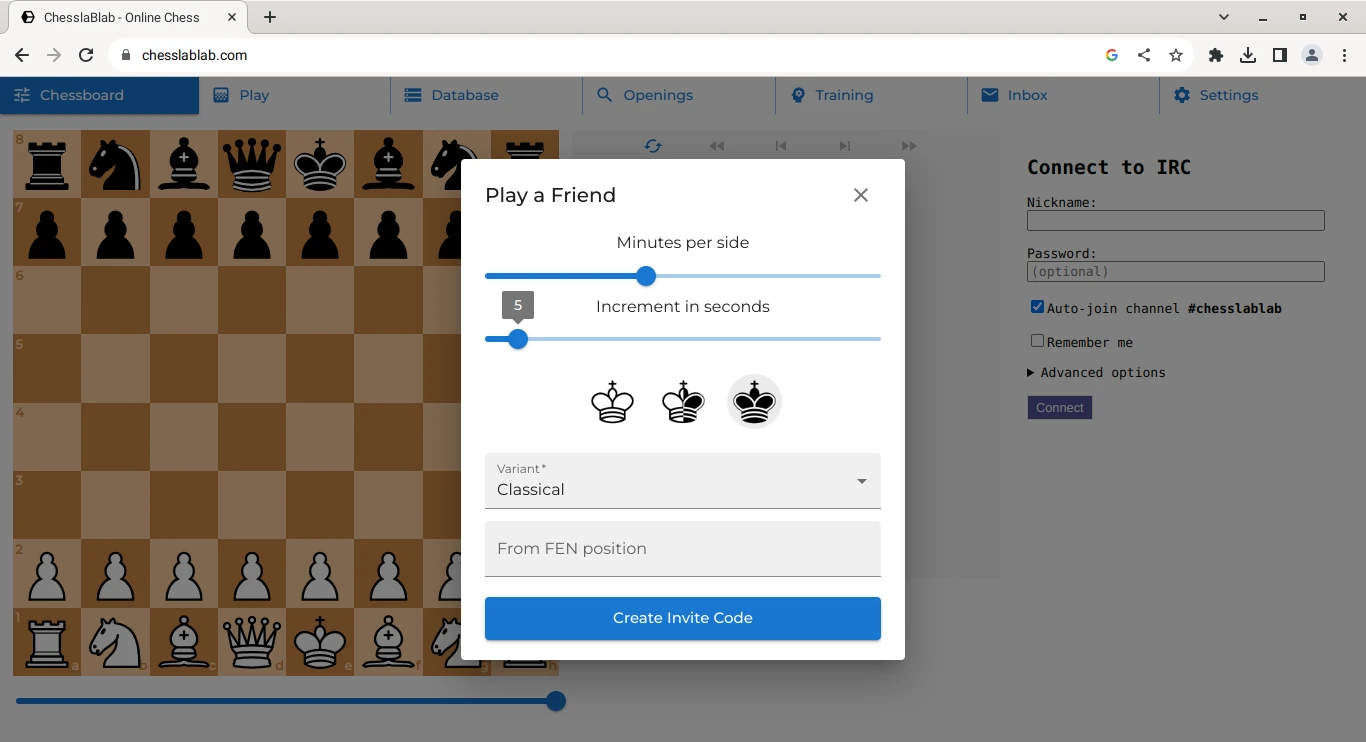 ChesslaBlab - Online Chess
chesslablab.com
Chessboard
Play
Database
Openings
Training
Inbox
Settings
8
7
6
5
4
3
2
1
a
b
c
d
e
f
g
h
Play a Friend
Minutes per side
5
Increment in seconds
Variant*
Classical
From FEN position
Create Invite Code
Connect to IRC
Nickname:
Password:
(optional)
Auto-join channel #chesslablab
Remember me
Advanced options
Connect